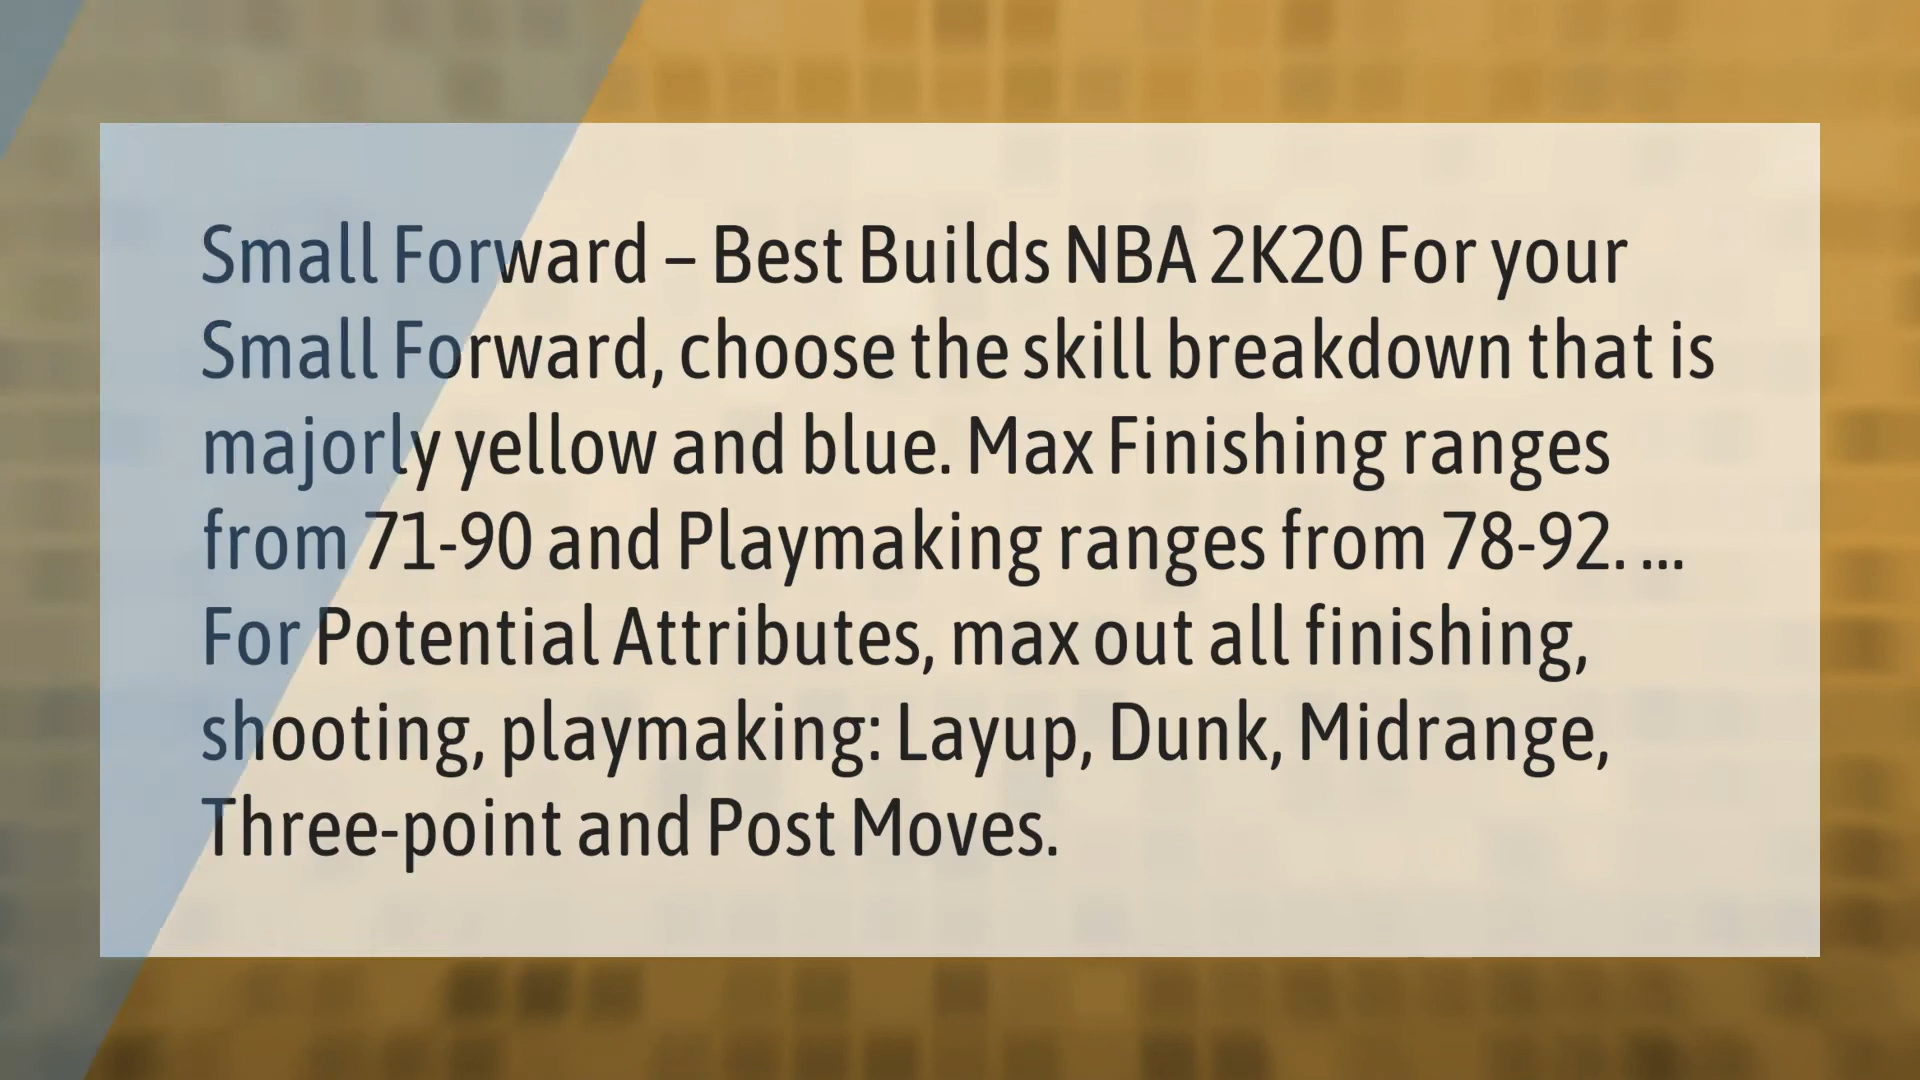 Small Forward – Best Builds NBA 2K20 For your
Small Forward, choose the skill breakdown that is
majorly yellow and blue. Max Finishing ranges
from 71-90 and Playmaking ranges from 78-92. ...
For Potential Attributes, max out all finishing,
shooting, playmaking: Layup, Dunk, Midrange,
Three-point and Post Moves.